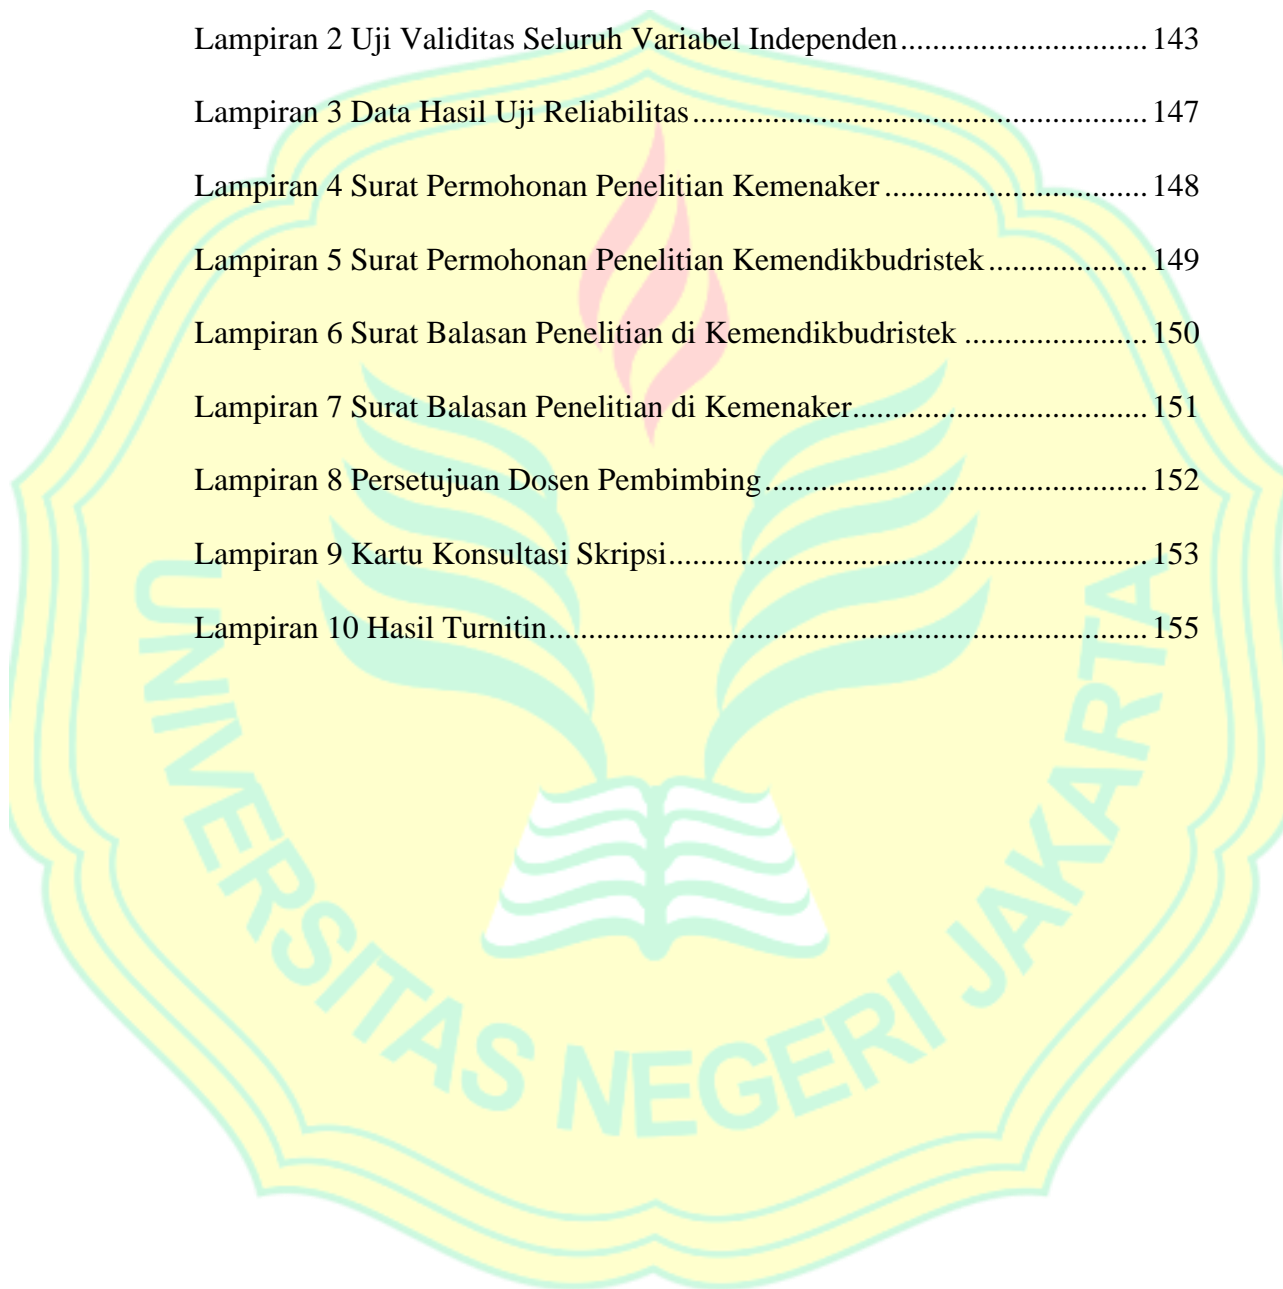 Lampiran 2 Uji Validitas Seluruh Variabel Independen............................... 143
Lampiran 3 Data Hasil Uji Reliabilitas......................................................... 147
Lampiran 4 Surat Permohonan Penelitian Kemenaker ................................. 148
Lampiran 5 Surat Permohonan Penelitian Kemendikbudristek.................... 149
Lampiran 6 Surat Balasan Penelitian di Kemendikbudristek ....................... 150
Lampiran 7 Surat Balasan Penelitian di Kemenaker..................................... 151
Lampiran 8 Persetujuan Dosen Pembimbing................................................ 152
Lampiran 9 Kartu Konsultasi Skripsi............................................................ 153
Lampiran 10 Hasil Turnitin........................................................................... 155
UNIVERSITAS NEGERI JAKARTA